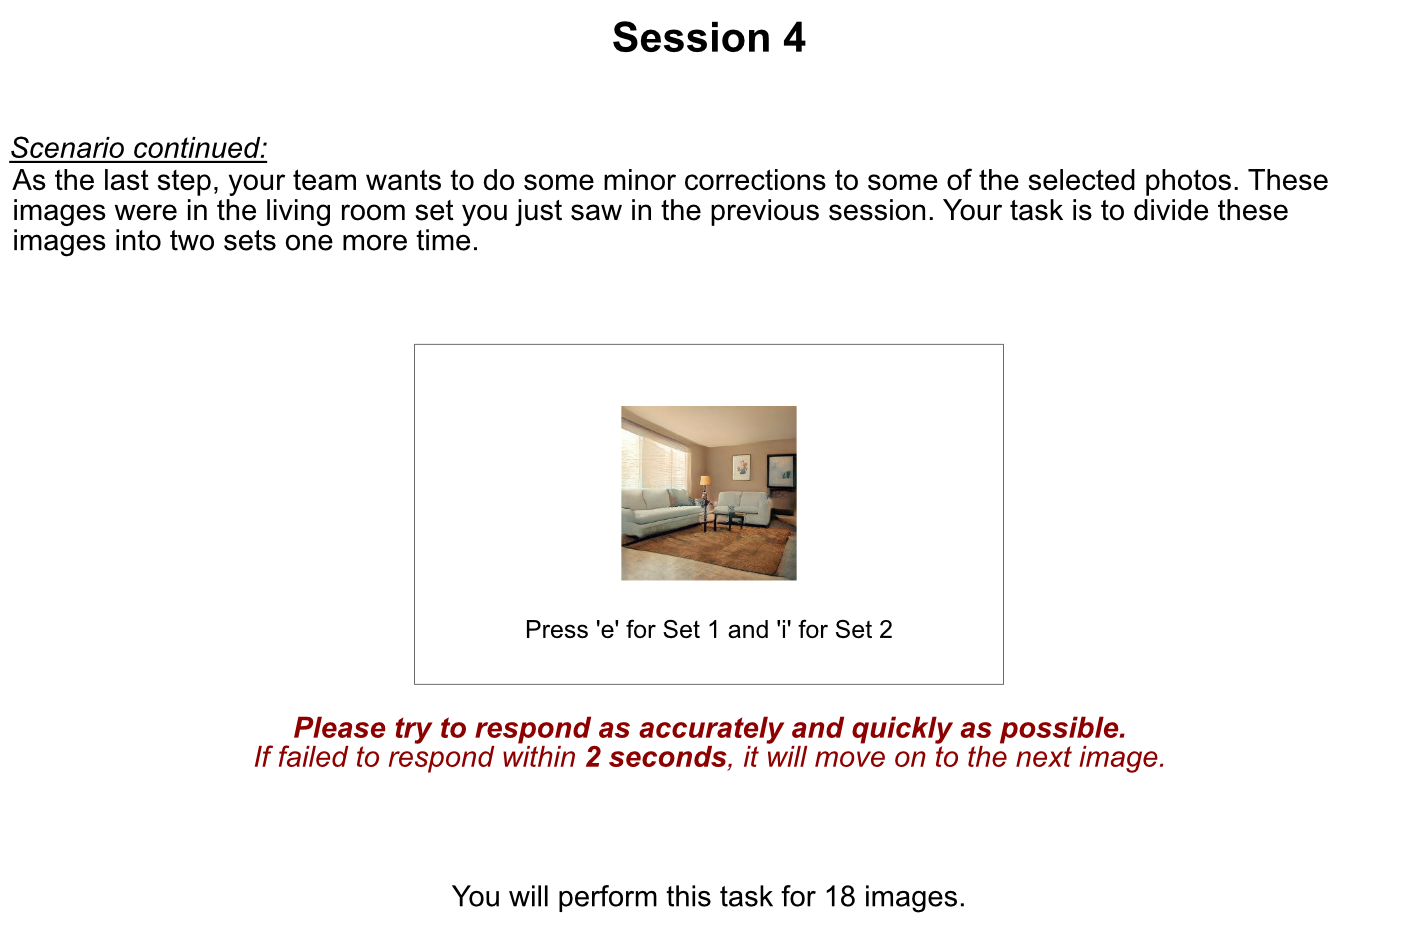 Session 4
Scenario continued:
As the last step, your team wants to do some minor corrections to some of the selected photos. These
images were in the living room set you just saw in the previous session. Your task is to divide these
images into two sets one more time.
Press 'e' for Set 1 and 'i' for Set 2
Please try to respond as accurately and quickly as possible.
If failed to respond within 2 seconds, it will move on to the next image.
You will perform this task for 18 images.